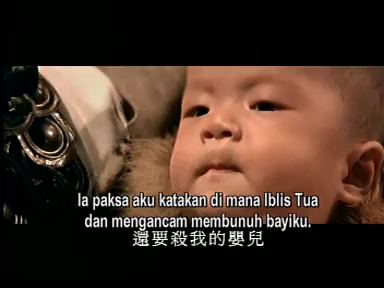 Ia paksa aku katakan di mana Iblis Tua
dan mengancam membunuh bayiku.
還要殺我的嬰兒